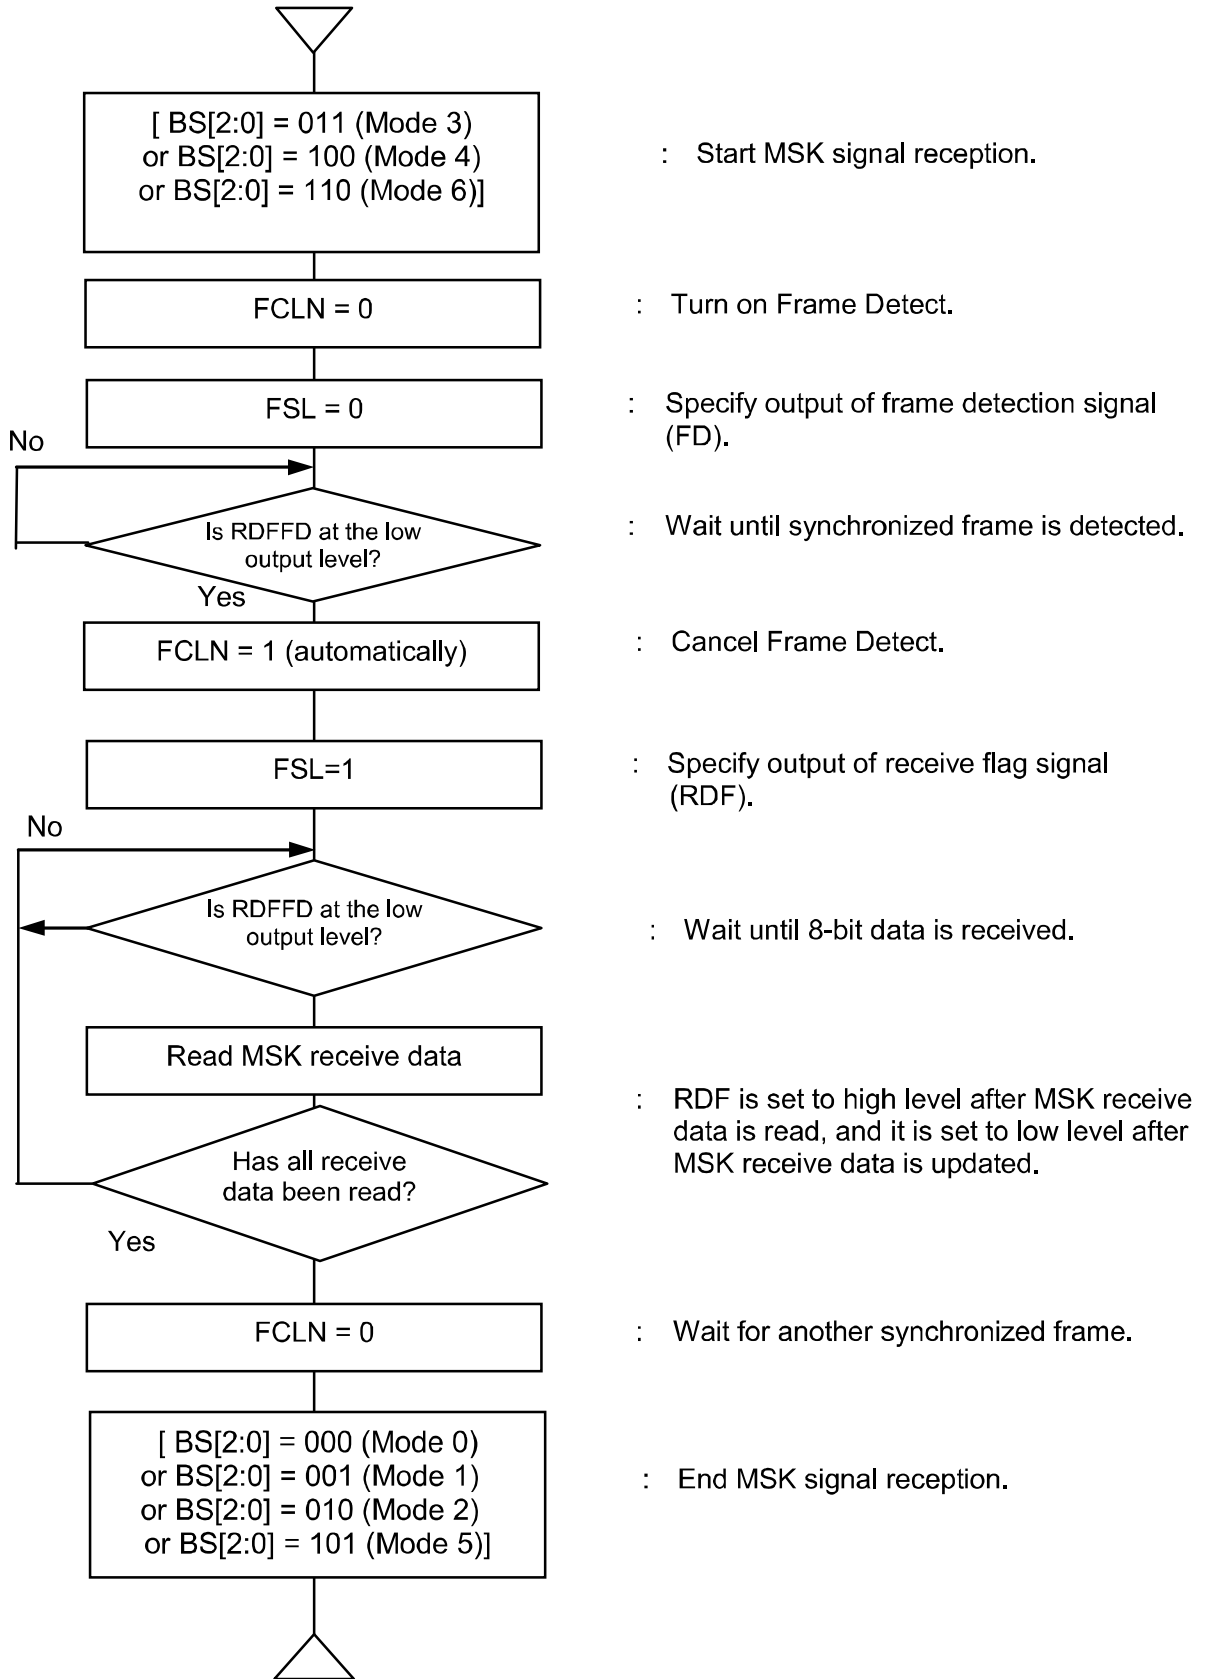 [ BS[2:0] = 011 (Mode 3)
or BS[2:0] = 100 (Mode 4)
or BS[2:0] = 110 (Mode 6)]
: Start MSK signal reception.
FCLN = 0
: Turn on Frame Detect.
FSL = 0
: Specify output of frame detection signal
(FD).
No
Is RDFFD at the low
output level?
: Wait until synchronized frame is detected.
Yes
FCLN = 1 (automatically)
: Cancel Frame Detect.
FSL=1
: Specify output of receive flag signal
(RDF).
No
Is RDFFD at the low
output level?
: Wait until 8-bit data is received.
Read MSK receive data
: RDF is set to high level after MSK receive
data is read, and it is set to low level after
MSK receive data is updated.
Has all receive
data been read?
Yes
FCLN = 0
: Wait for another synchronized frame.
[ BS[2:0] = 000 (Mode 0)
or BS[2:0] = 001 (Mode 1)
or BS[2:0] = 010 (Mode 2)
or BS[2:0] = 101 (Mode 5)]
: End MSK signal reception.